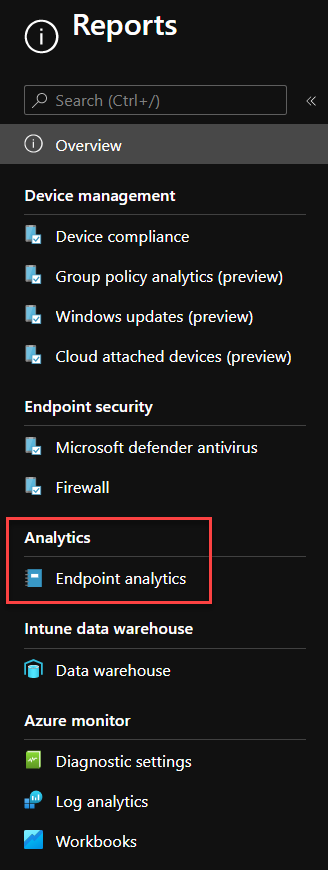 Reports
Search (Ctrl+/)
Overview
Device management
Device compliance
Group policy analytics (preview)
Windows updates (preview)
Cloud attached devices (preview)
Endpoint security
Microsoft defender antivirus
Firewall
Analytics
Endpoint analytics
Intune data warehouse
Data warehouse
Azure monitor
Diagnostic settings
Log analytics
Workbooks